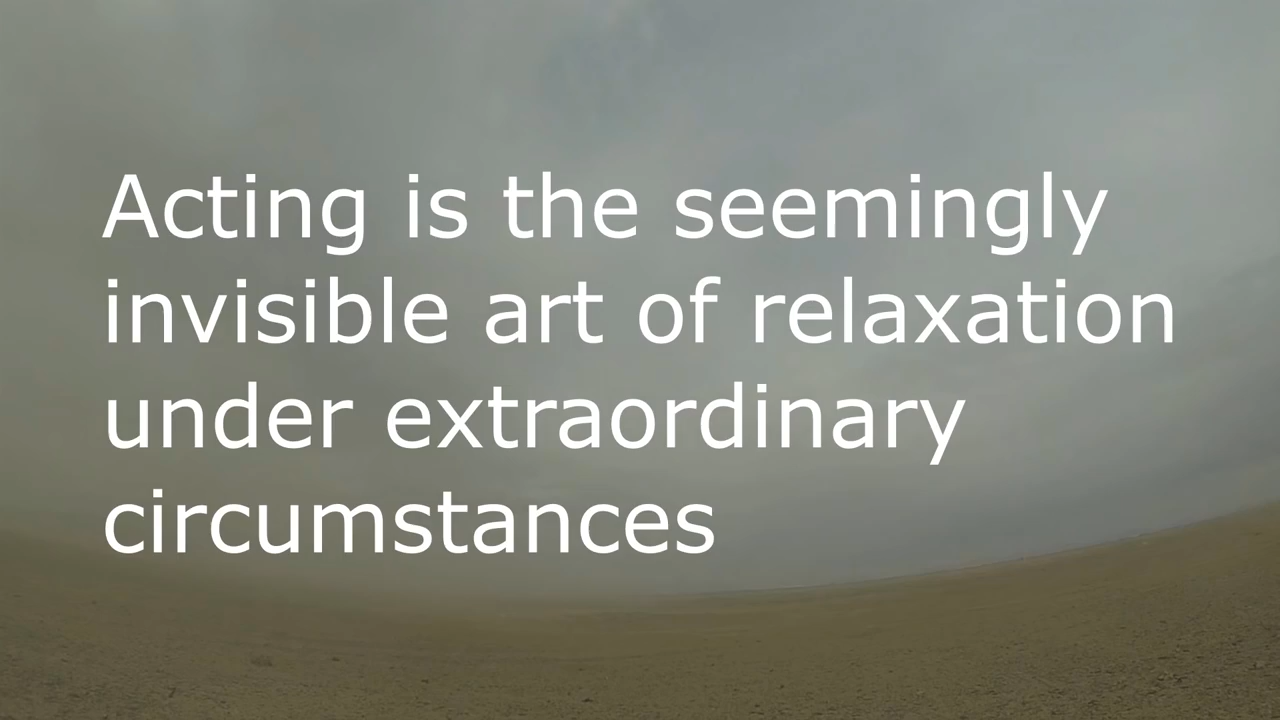 Acting is the seemingly
invisible art of relaxation
under extraordinary
circumstances